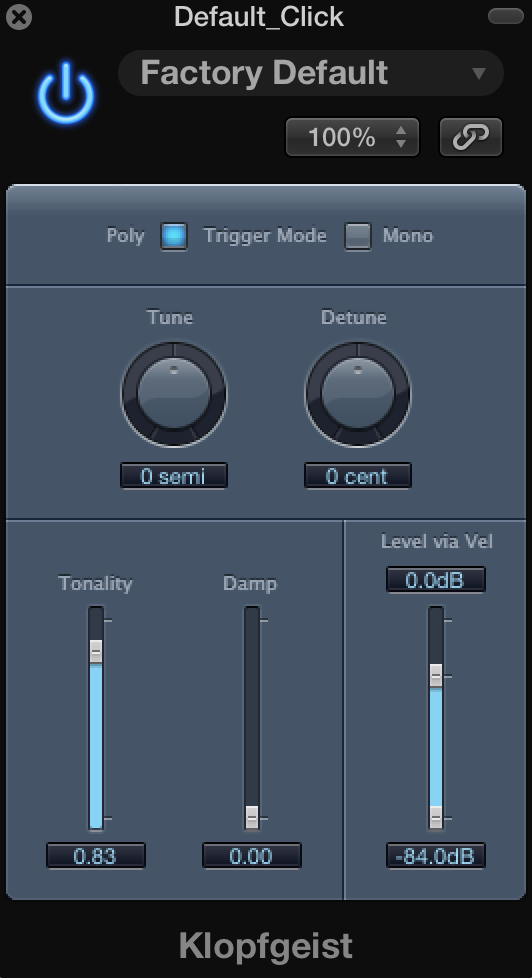 Default_Click
Factory Default
100%
Poly Trigger Mode Mono
Tune Detune
0 semi 0 cent
Level via Vel
0.0dB
Tonality Damp
0.83 0.00 -84.0dB
Klopfgeist